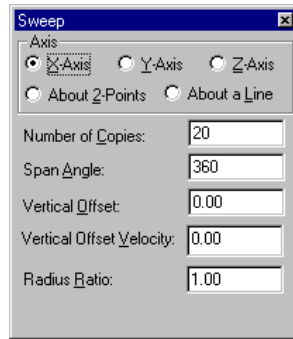 Sweep
Axis
X-Axis Y-Axis Z-Axis
About 2-Points About a Line
Number of Copies: 20
Span Angle: 360
Vertical Offset: 0.00
Vertical Offset Velocity: 0.00
Radius Ratio: 1.00